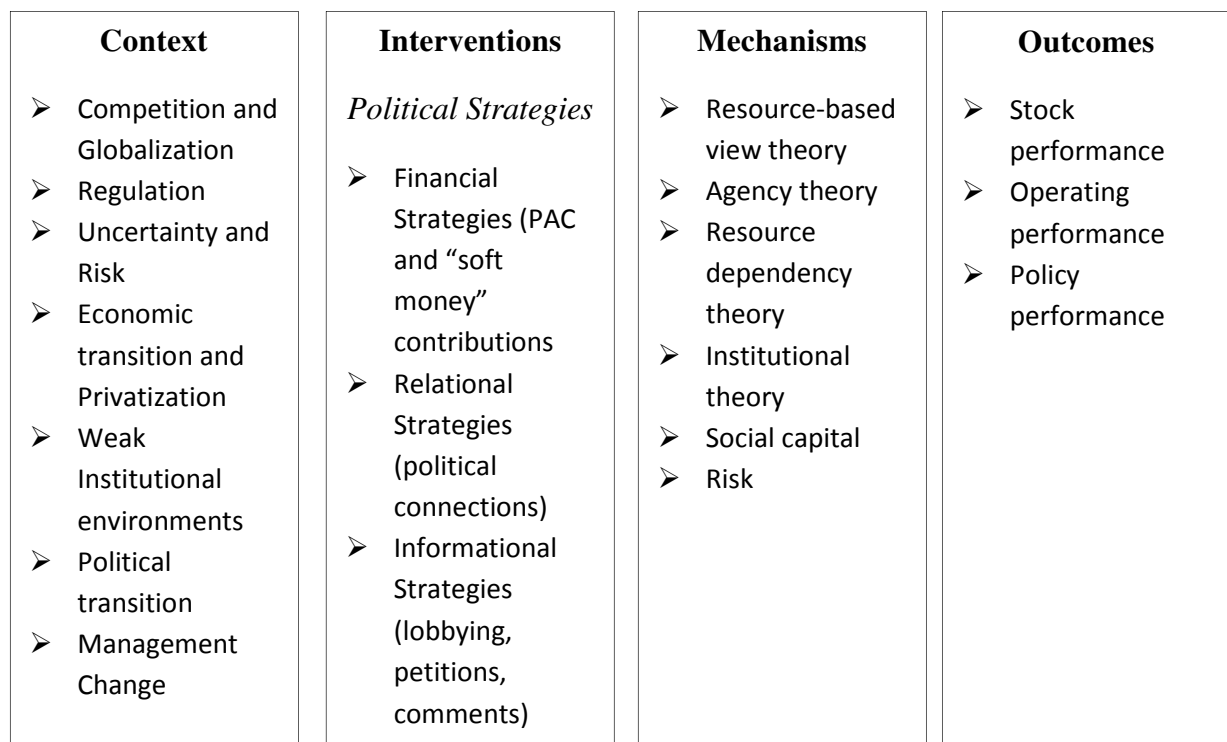 Context
➢ Competition and
Globalization
➢ Regulation
➢ Uncertainty and
Risk
➢ Economic
transition and
Privatization
➢ Weak
Institutional
environments
➢ Political
transition
➢ Management
Change
Interventions
Political Strategies
➢ Financial
Strategies (PAC
and “soft
money”
contributions
➢ Relational
Strategies
(political
connections)
➢ Informational
Strategies
(lobbying,
petitions,
comments)
Mechanisms
➢ Resource-based
view theory
➢ Agency theory
➢ Resource
dependency
theory
➢ Institutional
theory
➢ Social capital
➢ Risk
Outcomes
➢ Stock
performance
➢ Operating
performance
➢ Policy
performance